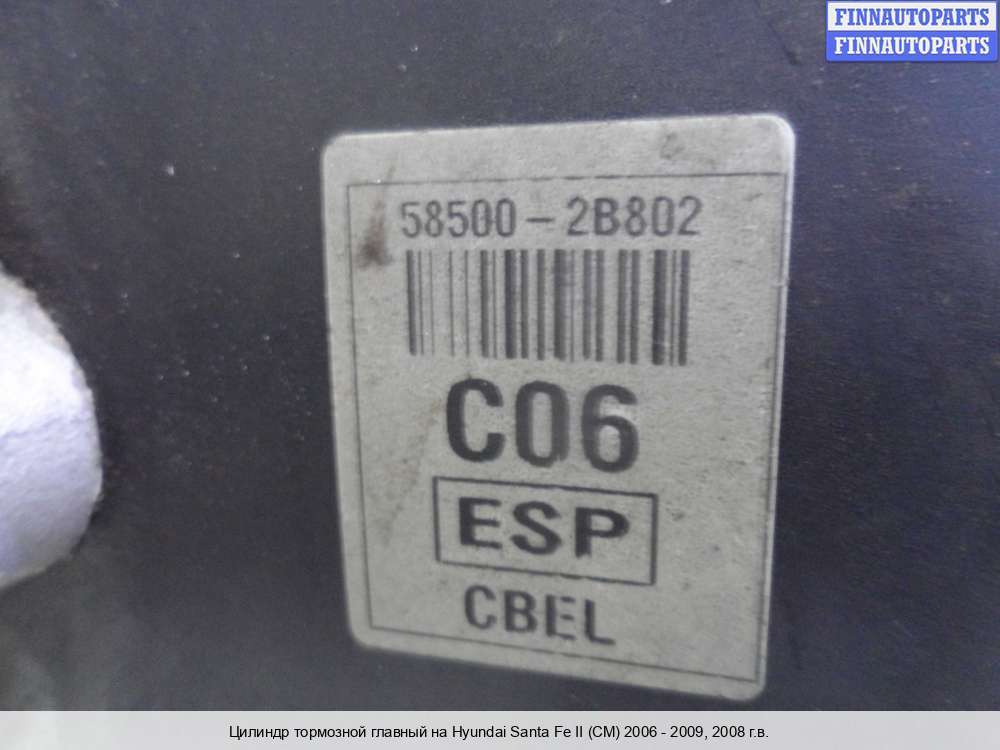 FINNAUTOPARTS
FINNAUTOPARTS
58500-2B802
C06
ESP
CBEL
Цилиндр тормозной главный на Hyundai Santa Fe II (CM) 2006 - 2009, 2008 г.в.